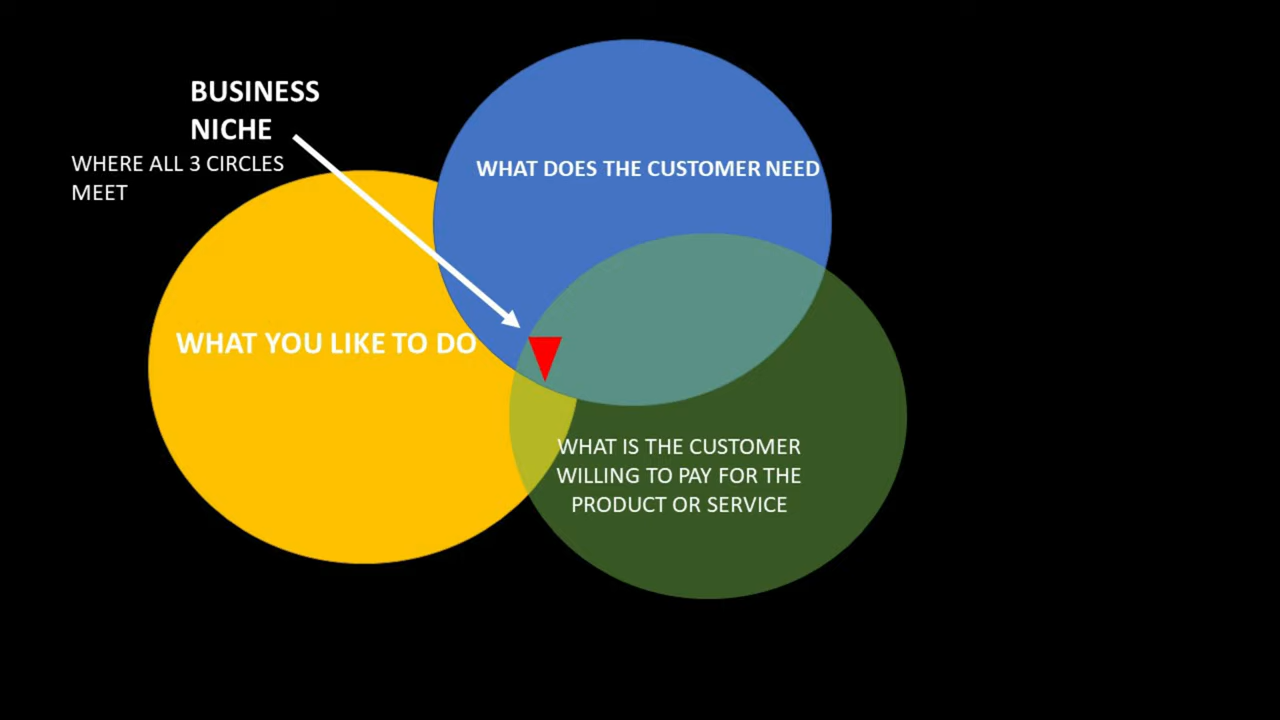 BUSINESS
NICHE
WHERE ALL 3 CIRCLES
MEET
WHAT DOES THE CUSTOMER NEED
WHAT YOU LIKE TO DO
WHAT IS THE CUSTOMER
WILLING TO PAY FOR THE
PRODUCT OR SERVICE